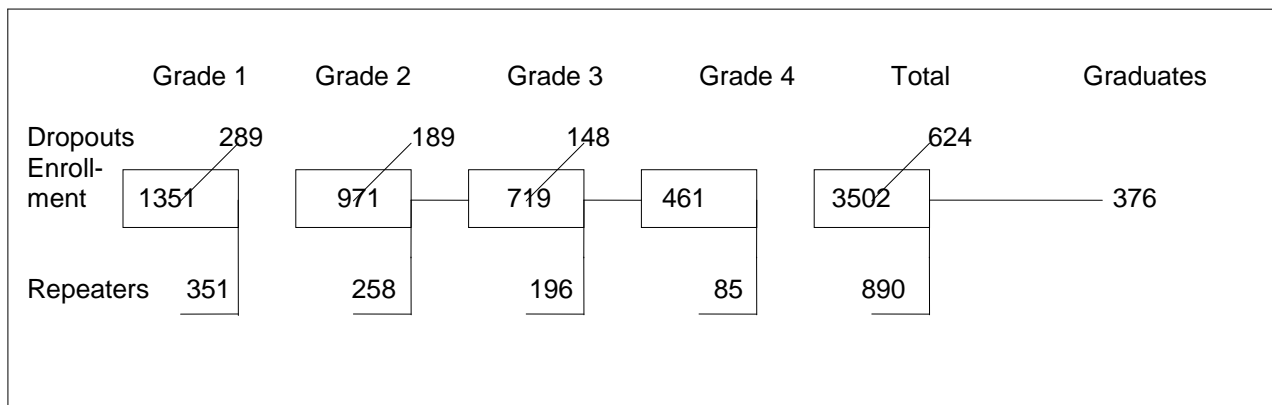 Grade 1 Grade 2 Grade 3 Grade 4 Total Graduates
Dropouts 289 189 148 624
Enroll-
ment 1351 971 719 461 3502 376
Repeaters 351 258 196 85 890